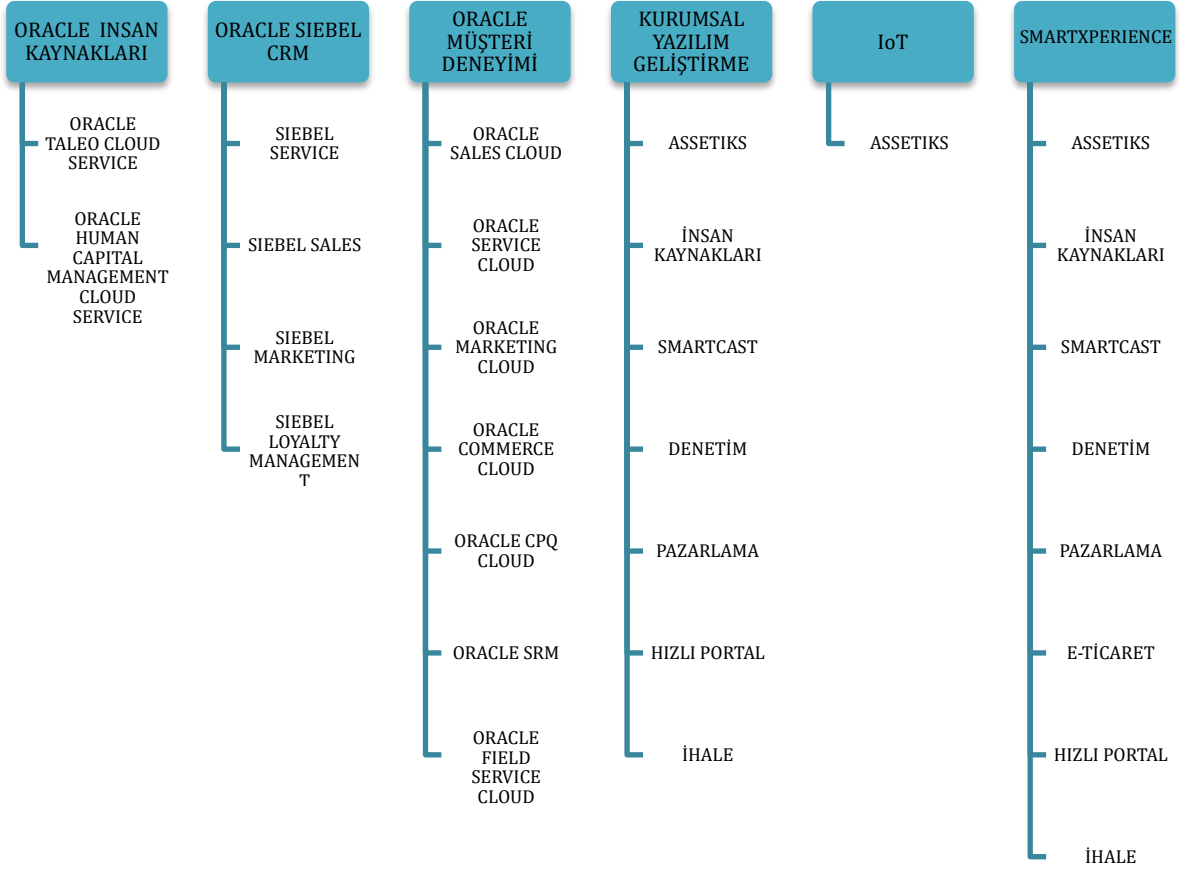 ORACLE INSAN
KAYNAKLARI
ORACLE TALEO CLOUD
SERVICE
ORACLE
HUMAN
CAPITAL
MANAGEMENT
CLOUD
SERVICE
ORACLE SIEBEL
CRM
SIEBEL
SERVICE
SIEBEL SALES
SIEBEL
MARKETING
SIEBEL
LOYALTY
MANAGEMEN
T
ORACLE
MÜŞTERİ
DENEYİMİ
ORACLE
SALES CLOUD
ORACLE
SERVICE
CLOUD
ORACLE
MARKETING
CLOUD
ORACLE
COMMERCE
CLOUD
ORACLE CPQ
CLOUD
ORACLE SRM
ORACLE
FIELD
SERVICE
CLOUD
KURUMSAL
YAZILIM
GELİŞTİRME
ASSETIKS
İNSAN
KAYNAKLARI
SMARTCAST
DENETİM
PAZARLAMA
HIZLI PORTAL
İHALE
IoT
ASSETIKS
SMARTXPERIENCE
ASSETIKS
İNSAN
KAYNAKLARI
SMARTCAST
DENETİM
PAZARLAMA
E-TİCARET
HIZLI PORTAL
İHALE